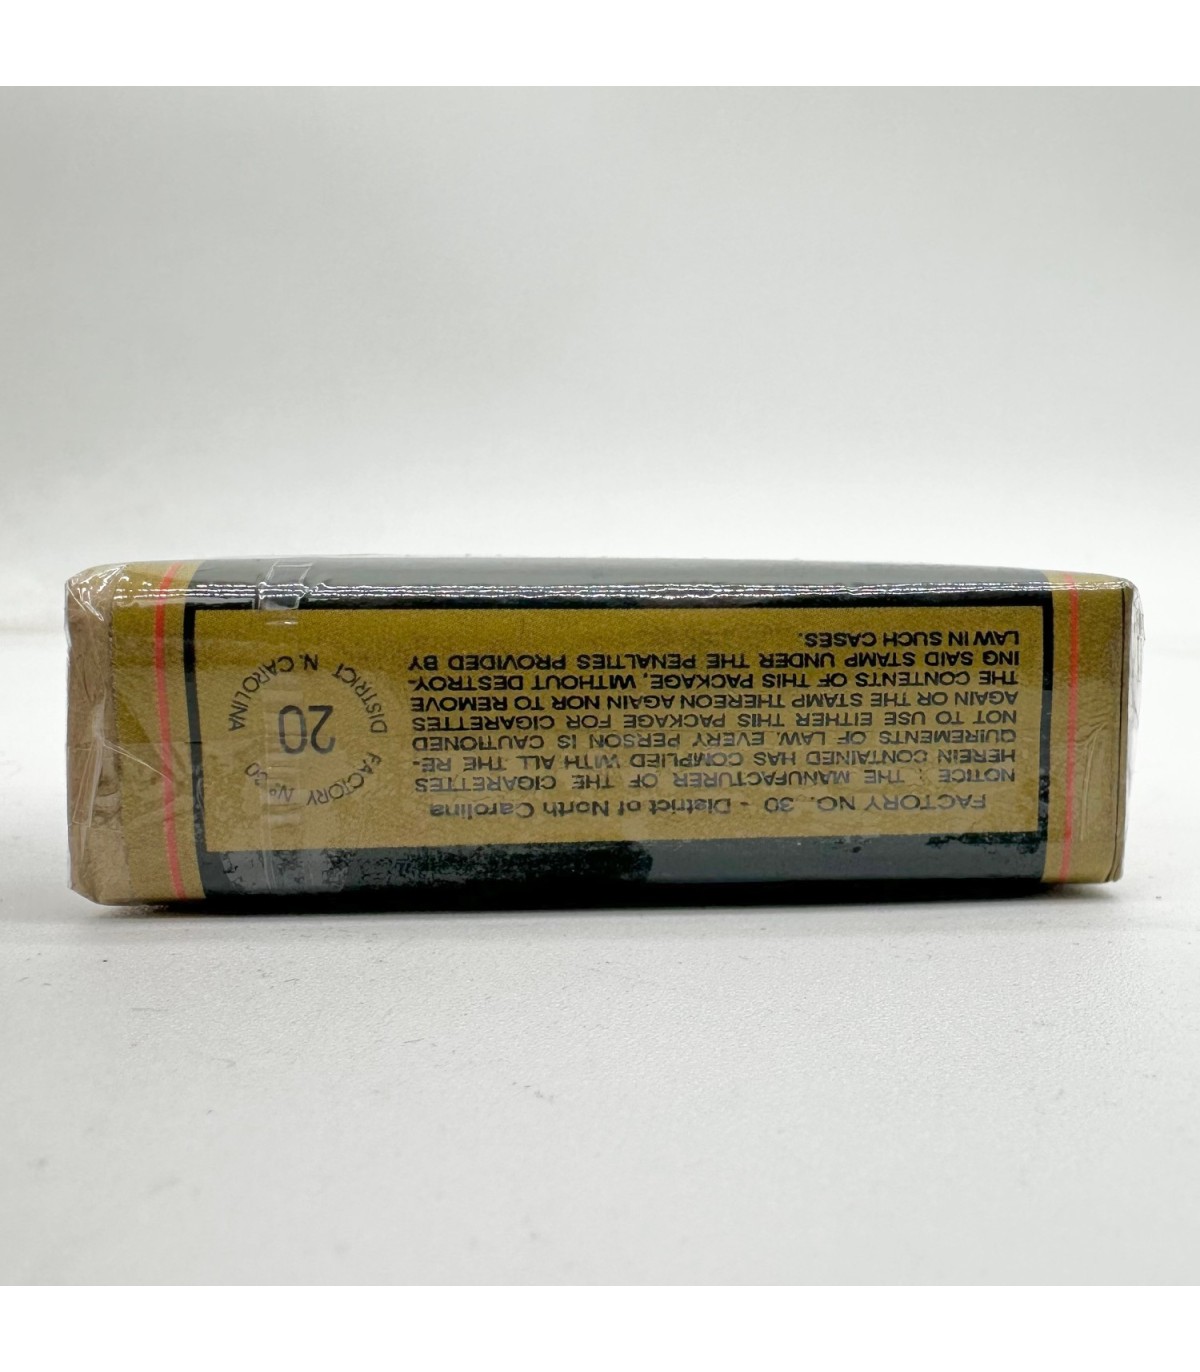 FACTORY NO. 30 - District of North Carolina
NOTICE : THE MANUFACTURER OF THE CIGARETTES
HEREIN CONTAINED HAS COMPLIED WITH ALL THE RE-
QUIREMENTS OF LAW. EVERY PERSON IS CAUTIONED
NOT TO USE EITHER THIS PACKAGE FOR CIGARETTES
AGAIN OR THE STAMP THEREON AGAIN NOR TO REMOVE
THE CONTENTS OF THIS PACKAGE, WITHOUT DESTROY-
ING SAID STAMP UNDER THE PENALTIES PROVIDED BY
LAW IN SUCH CASES.
FACTORY Nº 30
20
DISTRICT N. CAROLINA